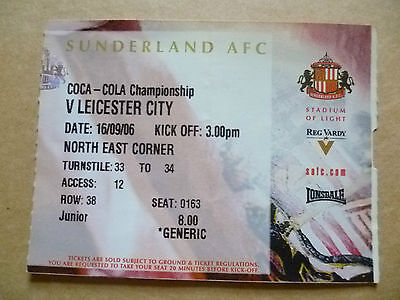 SUNDERLAND AFC
COCA-COLA Championship
V LEICESTER CITY
DATE: 16/09/06 KICK OFF: 3.00pm
NORTH EAST CORNER
TURNSTILE: 33 TO 34
ACCESS: 12
ROW: 38 SEAT: 0163
Junior 8.00
*GENERIC
SUNDERLAND A.F.C.
STADIUM
OF LIGHT
REG VARDY
V
safc.com
LONSDALE
TICKETS ARE SOLD SUBJECT TO GROUND & TICKET REGULATIONS.
YOU ARE REQUESTED TO TAKE YOUR SEAT 20 MINUTES BEFORE KICK-OFF.